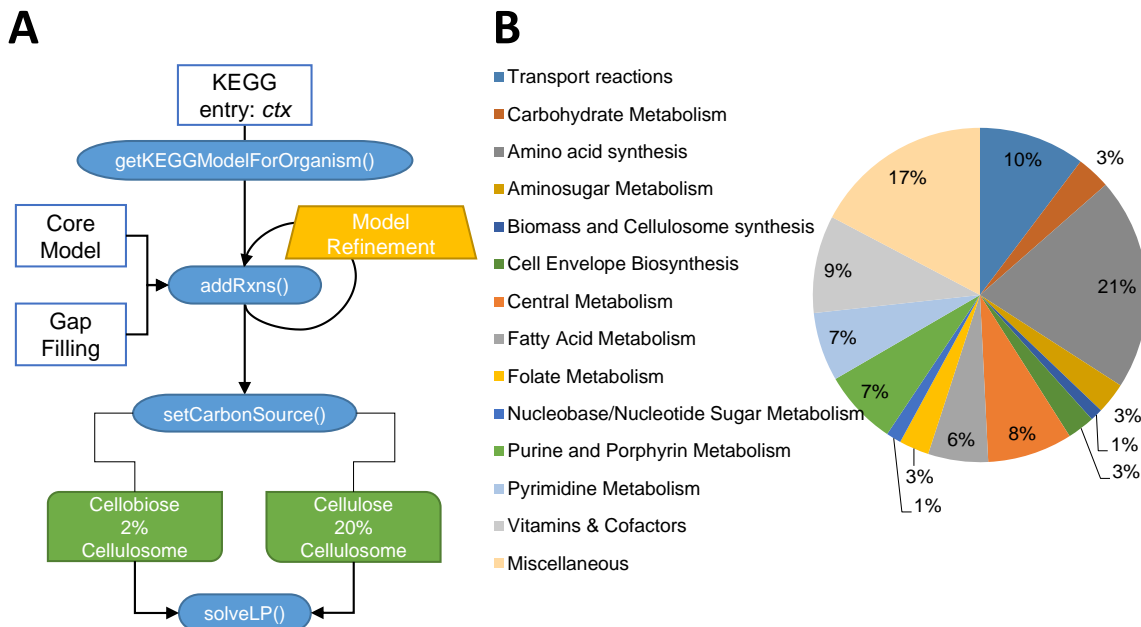 A
KEGG
entry: ctx
getKEGGModelForOrganism()
Core
Model
Model
Refinement
addRxns()
Gap
Filling
setCarbonSource()
Cellobiose
2%
Cellulosome
Cellulose
20%
Cellulosome
solveLP()
B
Transport reactions
Carbohydrate Metabolism
Amino acid synthesis
Aminosugar Metabolism
Biomass and Cellulosome synthesis
Cell Envelope Biosynthesis
Central Metabolism
Fatty Acid Metabolism
Folate Metabolism
Nucleobase/Nucleotide Sugar Metabolism
Purine and Porphyrin Metabolism
Pyrimidine Metabolism
Vitamins & Cofactors
Miscellaneous
10%
3%
21%
3%
1%
3%
8%
6%
3%
1%
7%
7%
9%
17%